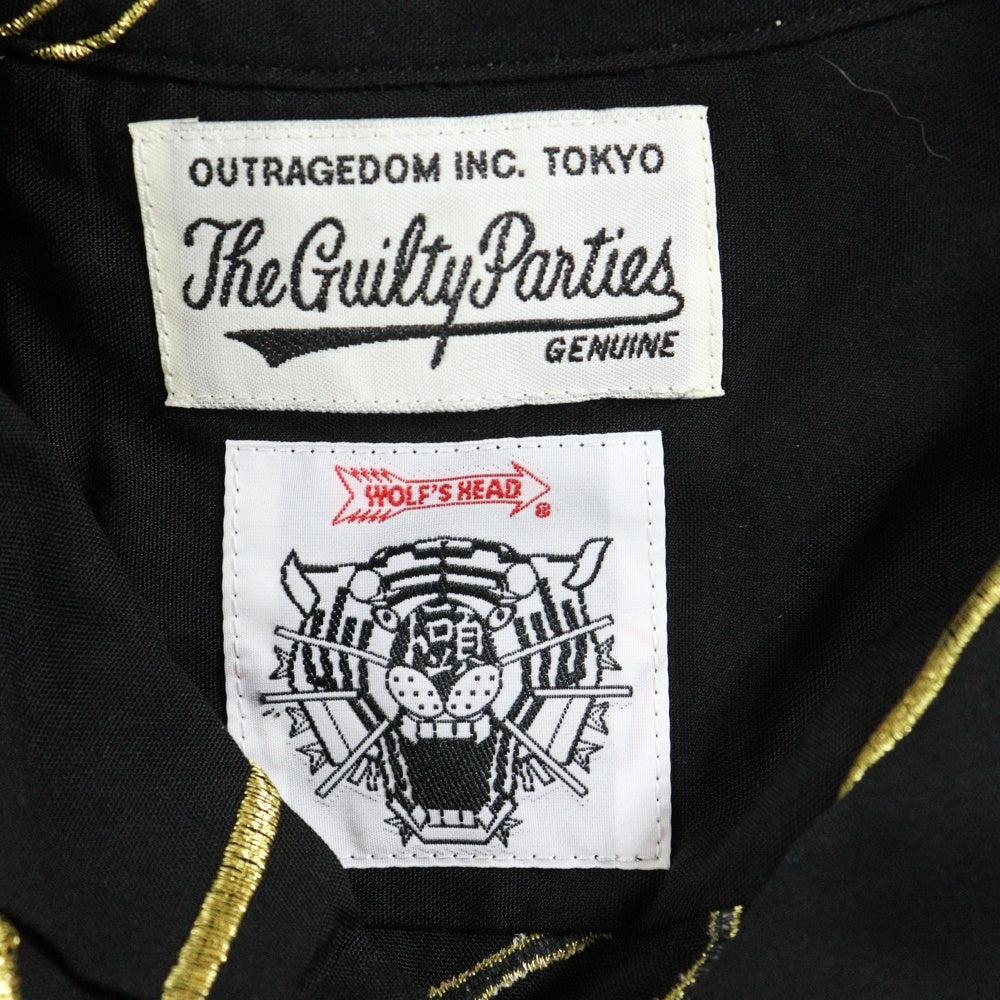 OUTRAGEDOM INC. TOKYO
The Guilty Parties
GENUINE
WOLF'S HEAD ®